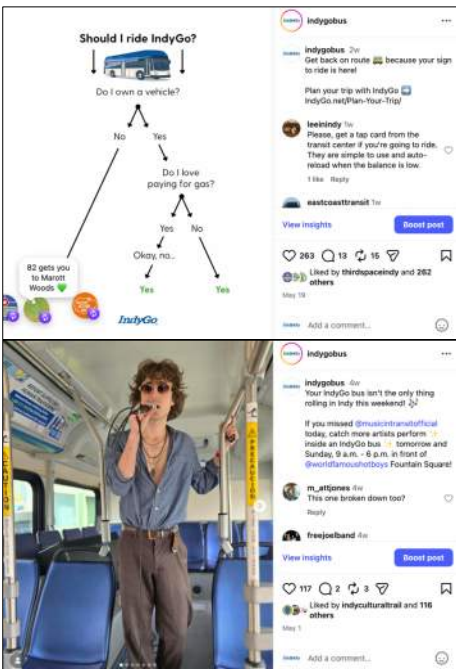 Should I ride IndyGo?
Do I own a vehicle?
No
Yes
Do I love
paying for gas?
Yes
No
Okay, no...
Yes
Yes
82 gets you
to Marott
Woods 💚
IndyGo
indygobus
indygobus 2w
Get back on route 🚌 because your sign
to ride is here!
Plan your trip with IndyGo ➡️
IndyGo.net/Plan-Your-Trip/
leeinindy 1w
Please, get a tap card from the
transit center if you're going to ride.
They are simple to use and auto-
reload when the balance is low.
1 like Reply
eastcoasttransit 1w
View insights
Boost post
263 13 15
Liked by thirdspaceindy and 262
others
May 19
Add a comment...
CAUTION
PRECAUCIÓN
indygobus
indygobus 4w
Your IndyGo bus isn't the only thing
rolling in Indy this weekend! 🎶
If you missed @musicintransitofficial
today, catch more artists perform ✨
inside an IndyGo bus ✨ tomorrow and
Sunday, 9 a.m. - 6 p.m. in front of
@worldfamoushotboys Fountain Square!
m_attjones 4w
This one broken down too?
Reply
freejoelband 4w
View insights
Boost post
117 2 3
Liked by indyculturaltrail and 116
others
May 1
Add a comment...